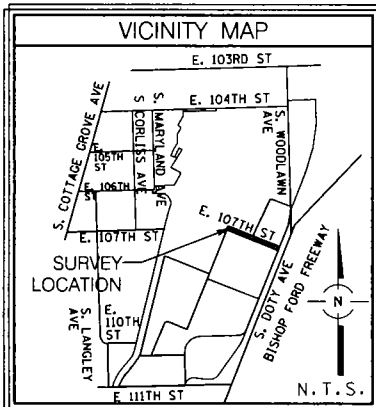 VICINITY MAP
E. 103RD ST
E. 104TH ST
S. COTTAGE GROVE AVE
S. CORLISS AVE
S. MARYLAND AVE
S. WOODLAWN
AVE
E.
105TH
ST
E. 106TH
ST
E. 107TH ST
E. 107TH ST
SURVEY
LOCATION
S. DOTY AVE
BISHOP FORD FREEWAY
E.
110TH
ST
S. LANGLEY
AVE
E. 111TH ST
N
N.T.S.